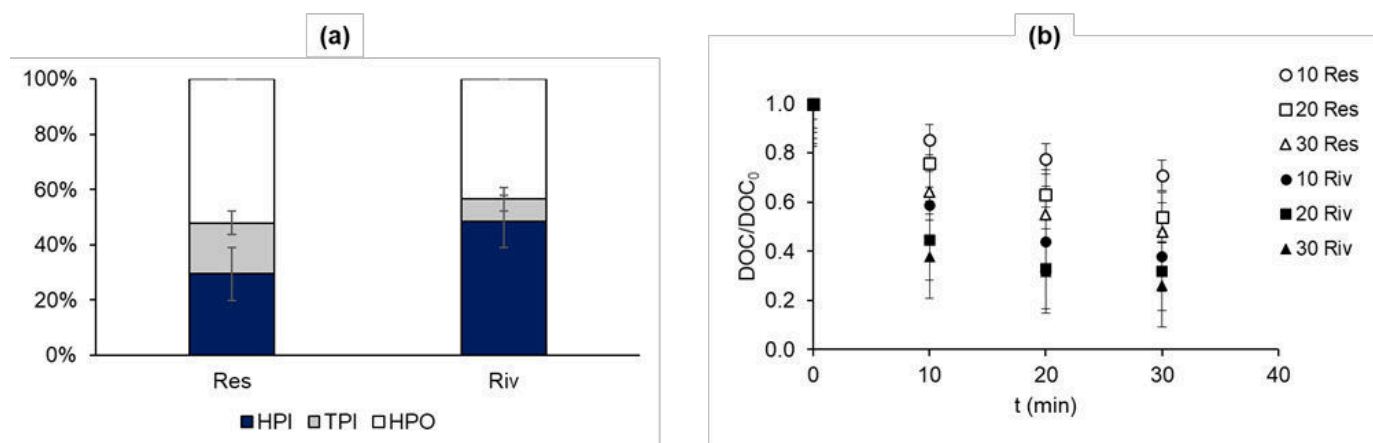 (a)
100%
80%
60%
40%
20%
0%
Res Riv
HPI TPI HPO
(b)
10 Res
20 Res
30 Res
10 Riv
20 Riv
30 Riv
DOC/DOC₀
1.0
0.8
0.6
0.4
0.2
0.0
0 10 20 30 40
t (min)